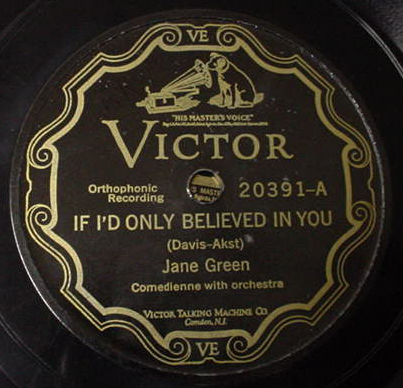 VE
"HIS MASTER'S VOICE"
VICTOR
Orthophonic
Recording
20391-A
IF I'D ONLY BELIEVED IN YOU
(Davis-Akst)
Jane Green
Comedienne with orchestra
VICTOR TALKING MACHINE CO.
Camden, N.J.
VE